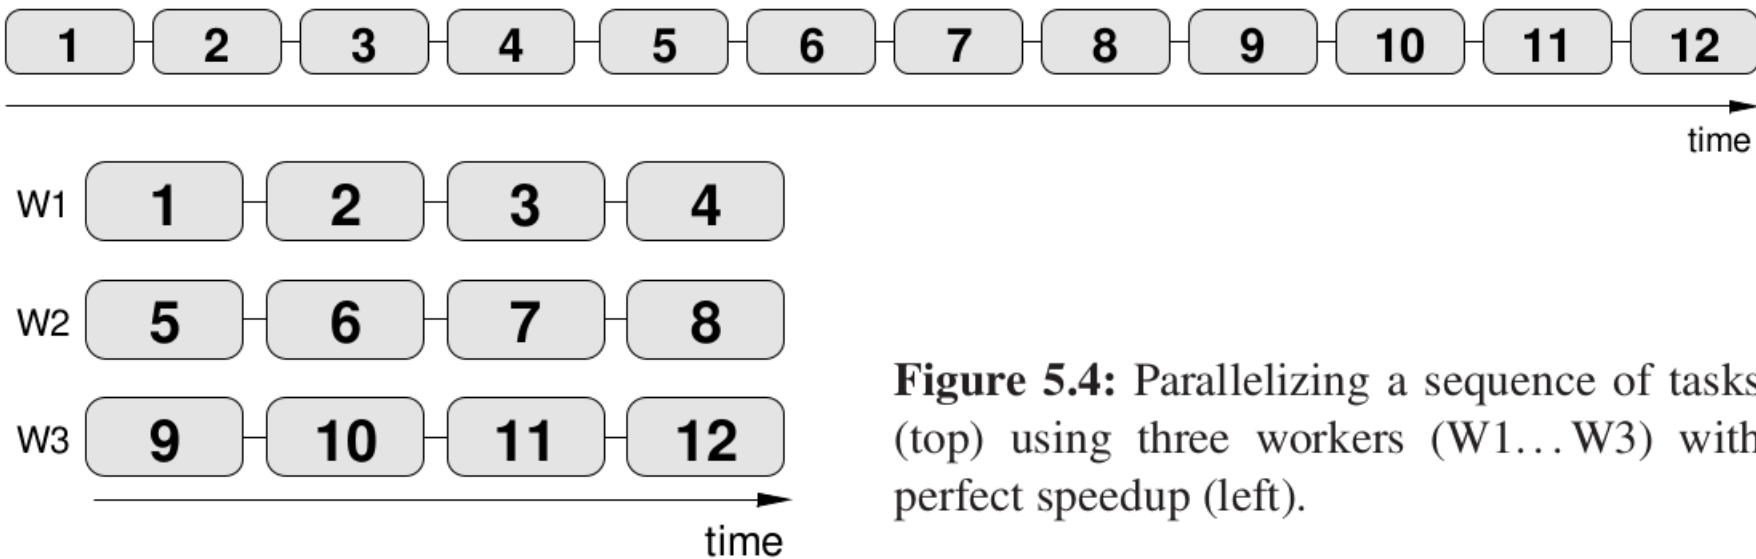 1 2 3 4 5 6 7 8 9 10 11 12
time
W1 1 2 3 4
W2 5 6 7 8
W3 9 10 11 12
time
Figure 5.4: Parallelizing a sequence of tasks
(top) using three workers (W1...W3) with
perfect speedup (left).